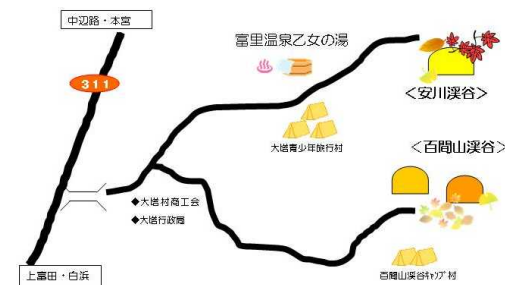 中辺路・本宮
311
富里温泉乙女の湯
<安川渓谷>
大塔青少年旅行村
<百間山渓谷>
◆大塔村商工会
◆大塔行政局
上富田・白浜
百間山渓谷ｷｬﾝﾌﾟ村